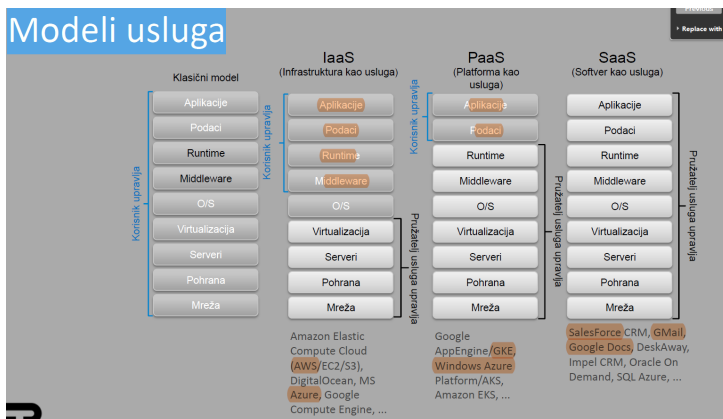 Modeli usluga
Previous
Replace with
Klasični model
Aplikacije
Podaci
Runtime
Middleware
O/S
Virtualizacija
Serveri
Pohrana
Mreža
Korisnik upravlja
IaaS
(Infrastruktura kao usluga)
Aplikacije
Podaci
Runtime
Middleware
O/S
Virtualizacija
Serveri
Pohrana
Mreža
Korisnik upravlja
Pružatelj usluga upravlja
Amazon Elastic
Compute Cloud
(AWS/EC2/S3),
DigitalOcean, MS
Azure, Google
Compute Engine, ...
PaaS
(Platforma kao
usluga)
Aplikacije
Podaci
Runtime
Middleware
O/S
Virtualizacija
Serveri
Pohrana
Mreža
Korisnik upravlja
Pružatelj usluga upravlja
Google
AppEngine/GKE,
Windows Azure
Platform/AKS,
Amazon EKS, ...
SaaS
(Softver kao usluga)
Aplikacije
Podaci
Runtime
Middleware
O/S
Virtualizacija
Serveri
Pohrana
Mreža
Pružatelj usluga upravlja
SalesForce CRM, GMail,
Google Docs, DeskAway,
Impel CRM, Oracle On
Demand, SQL Azure, ...